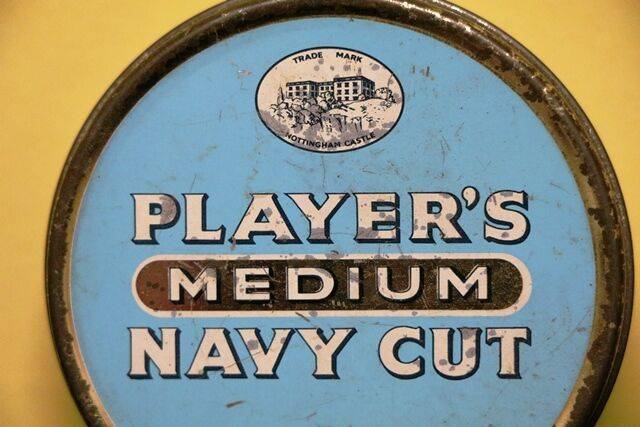 TRADE MARK
NOTTINGHAM CASTLE
PLAYER'S
MEDIUM
NAVY CUT